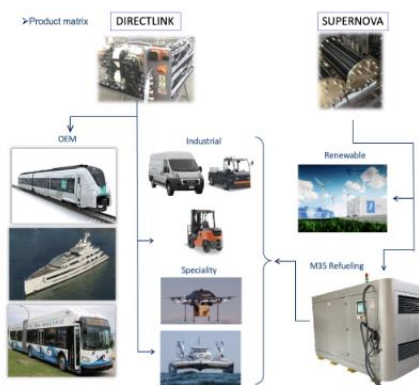 ➤Product matrix
DIRECTLINK
SUPERNOVA
OEM
Industrial
Renewable
Speciality
M35 Refueling